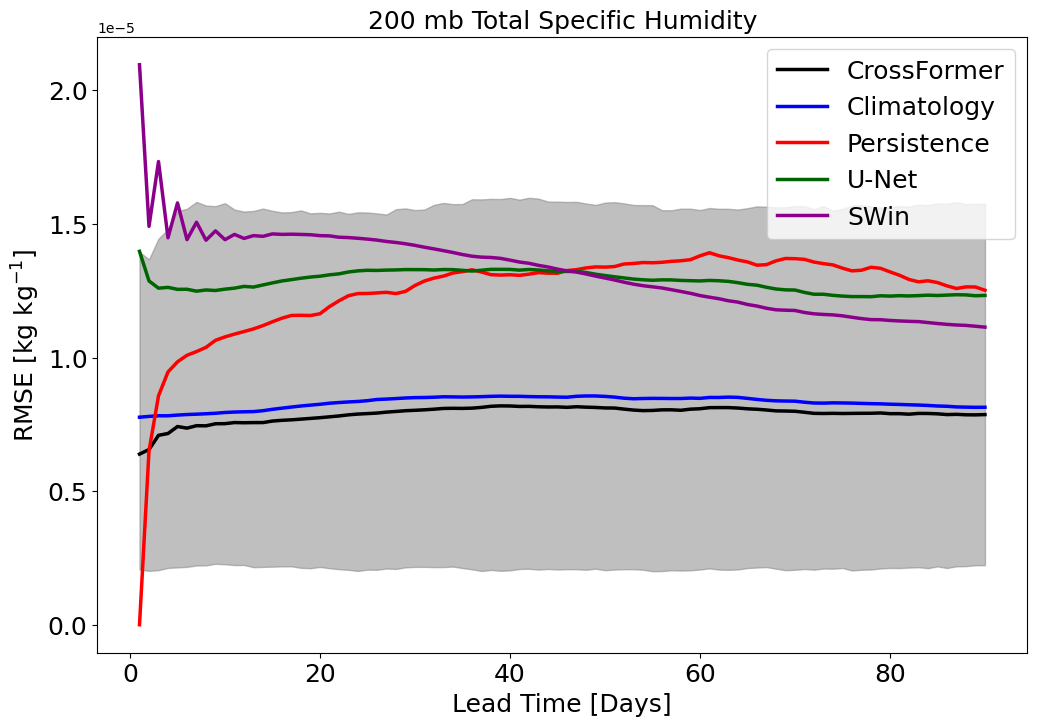 200 mb Total Specific Humidity
1e−5
2.0
1.5
1.0
0.5
0.0
RMSE [kg kg⁻¹]
0 20 40 60 80
Lead Time [Days]
CrossFormer
Climatology
Persistence
U-Net
SWin